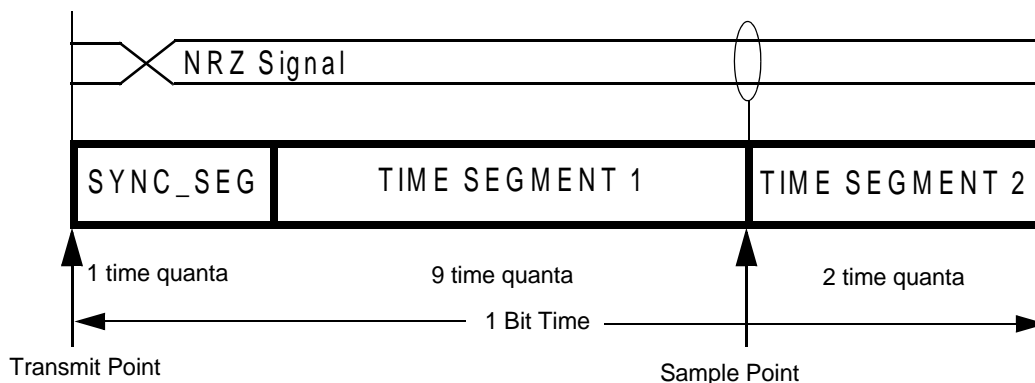 NRZ Signal
SYNC_SEG TIME SEGMENT 1 TIME SEGMENT 2
1 time quanta 9 time quanta 2 time quanta
1 Bit Time
Transmit Point Sample Point